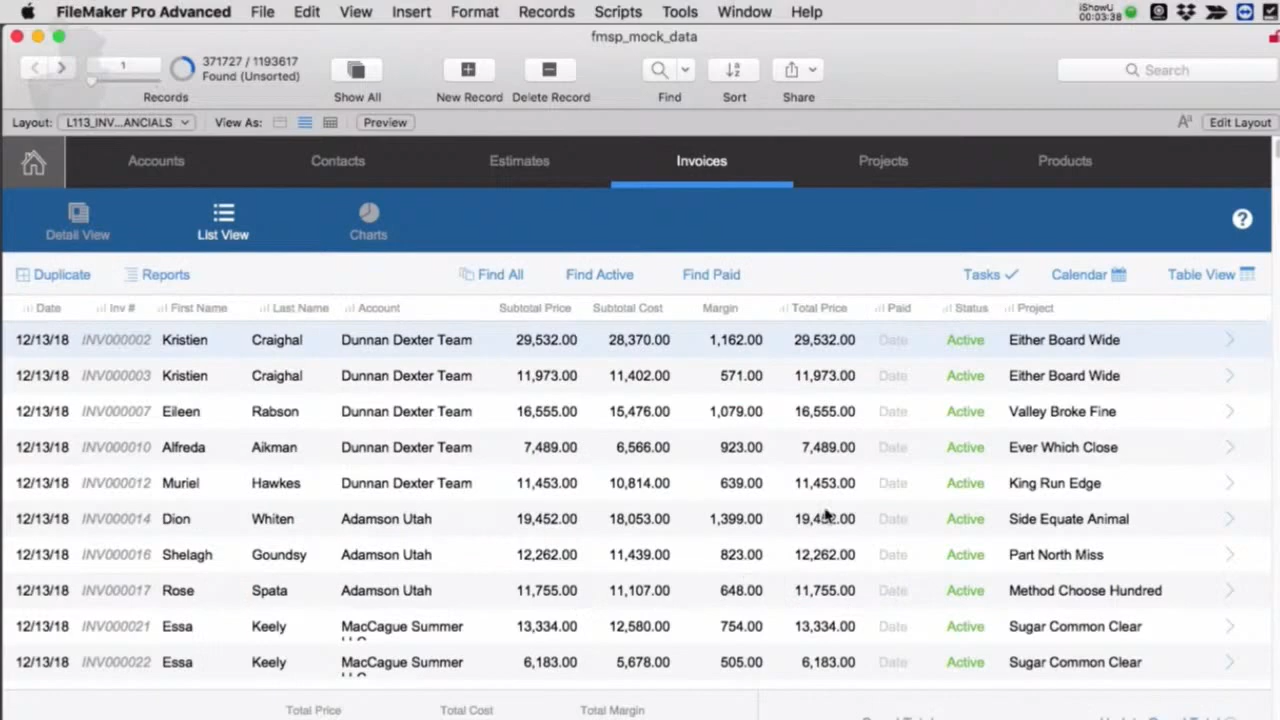 FileMaker Pro Advanced File Edit View Insert Format Records Scripts Tools Window Help iShowU 00:03:38
fmsp_mock_data
1 371727 / 1193617 Found (Unsorted) Search
Records Show All New Record Delete Record Find Sort Share
Layout: L113_INV...ANCIALS View As: Preview Aª Edit Layout
Accounts Contacts Estimates Invoices Projects Products
Detail View List View Charts ?
Duplicate Reports Find All Find Active Find Paid Tasks Calendar Table View
Date Inv # First Name Last Name Account Subtotal Price Subtotal Cost Margin Total Price Paid Status Project
12/13/18 INV000002 Kristien Craighal Dunnan Dexter Team 29,532.00 28,370.00 1,162.00 29,532.00 Date Active Either Board Wide
12/13/18 INV000003 Kristien Craighal Dunnan Dexter Team 11,973.00 11,402.00 571.00 11,973.00 Date Active Either Board Wide
12/13/18 INV000007 Eileen Rabson Dunnan Dexter Team 16,555.00 15,476.00 1,079.00 16,555.00 Date Active Valley Broke Fine
12/13/18 INV000010 Alfreda Aikman Dunnan Dexter Team 7,489.00 6,566.00 923.00 7,489.00 Date Active Ever Which Close
12/13/18 INV000012 Muriel Hawkes Dunnan Dexter Team 11,453.00 10,814.00 639.00 11,453.00 Date Active King Run Edge
12/13/18 INV000014 Dion Whiten Adamson Utah 19,452.00 18,053.00 1,399.00 19,452.00 Date Active Side Equate Animal
12/13/18 INV000016 Shelagh Goundsy Adamson Utah 12,262.00 11,439.00 823.00 12,262.00 Date Active Part North Miss
12/13/18 INV000017 Rose Spata Adamson Utah 11,755.00 11,107.00 648.00 11,755.00 Date Active Method Choose Hundred
12/13/18 INV000021 Essa Keely MacCague Summer 13,334.00 12,580.00 754.00 13,334.00 Date Active Sugar Common Clear
12/13/18 INV000022 Essa Keely MacCague Summer 6,183.00 5,678.00 505.00 6,183.00 Date Active Sugar Common Clear
Total Price Total Cost Total Margin